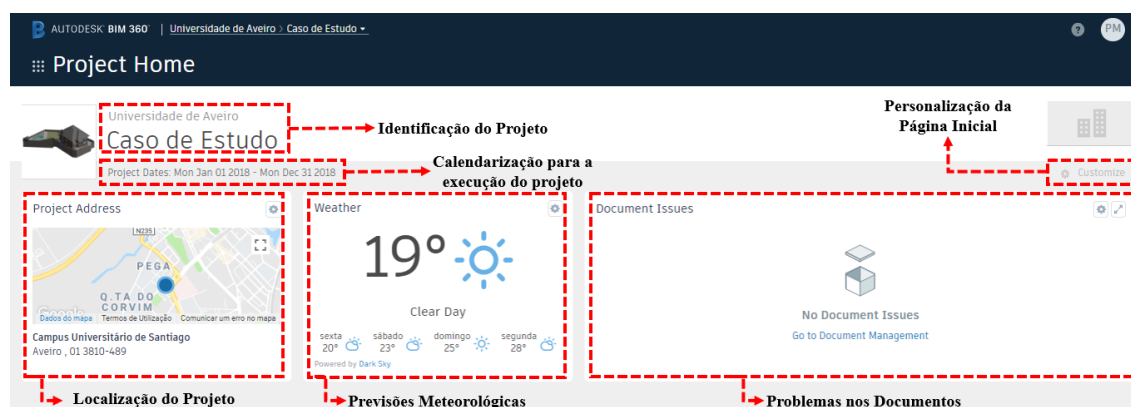 AUTODESK® BIM 360° | Universidade de Aveiro > Caso de Estudo
PM
Project Home
Universidade de Aveiro
Caso de Estudo
Identificação do Projeto
Personalização da
Página Inicial
Project Dates: Mon Jan 01 2018 - Mon Dec 31 2018
Calendarização para a
execução do projeto
Customize
Project Address
N235
PEGA
Q.TA DO
CORVIM
Google
Dados do mapa Termos de Utilização Comunicar um erro no mapa
Campus Universitário de Santiago
Aveiro , 01 3810-489
Weather
19°
Clear Day
sexta sábado domingo segunda
20° 23° 25° 28°
Powered by Dark Sky
Document Issues
No Document Issues
Go to Document Management
Localização do Projeto
Previsões Meteorológicas
Problemas nos Documentos